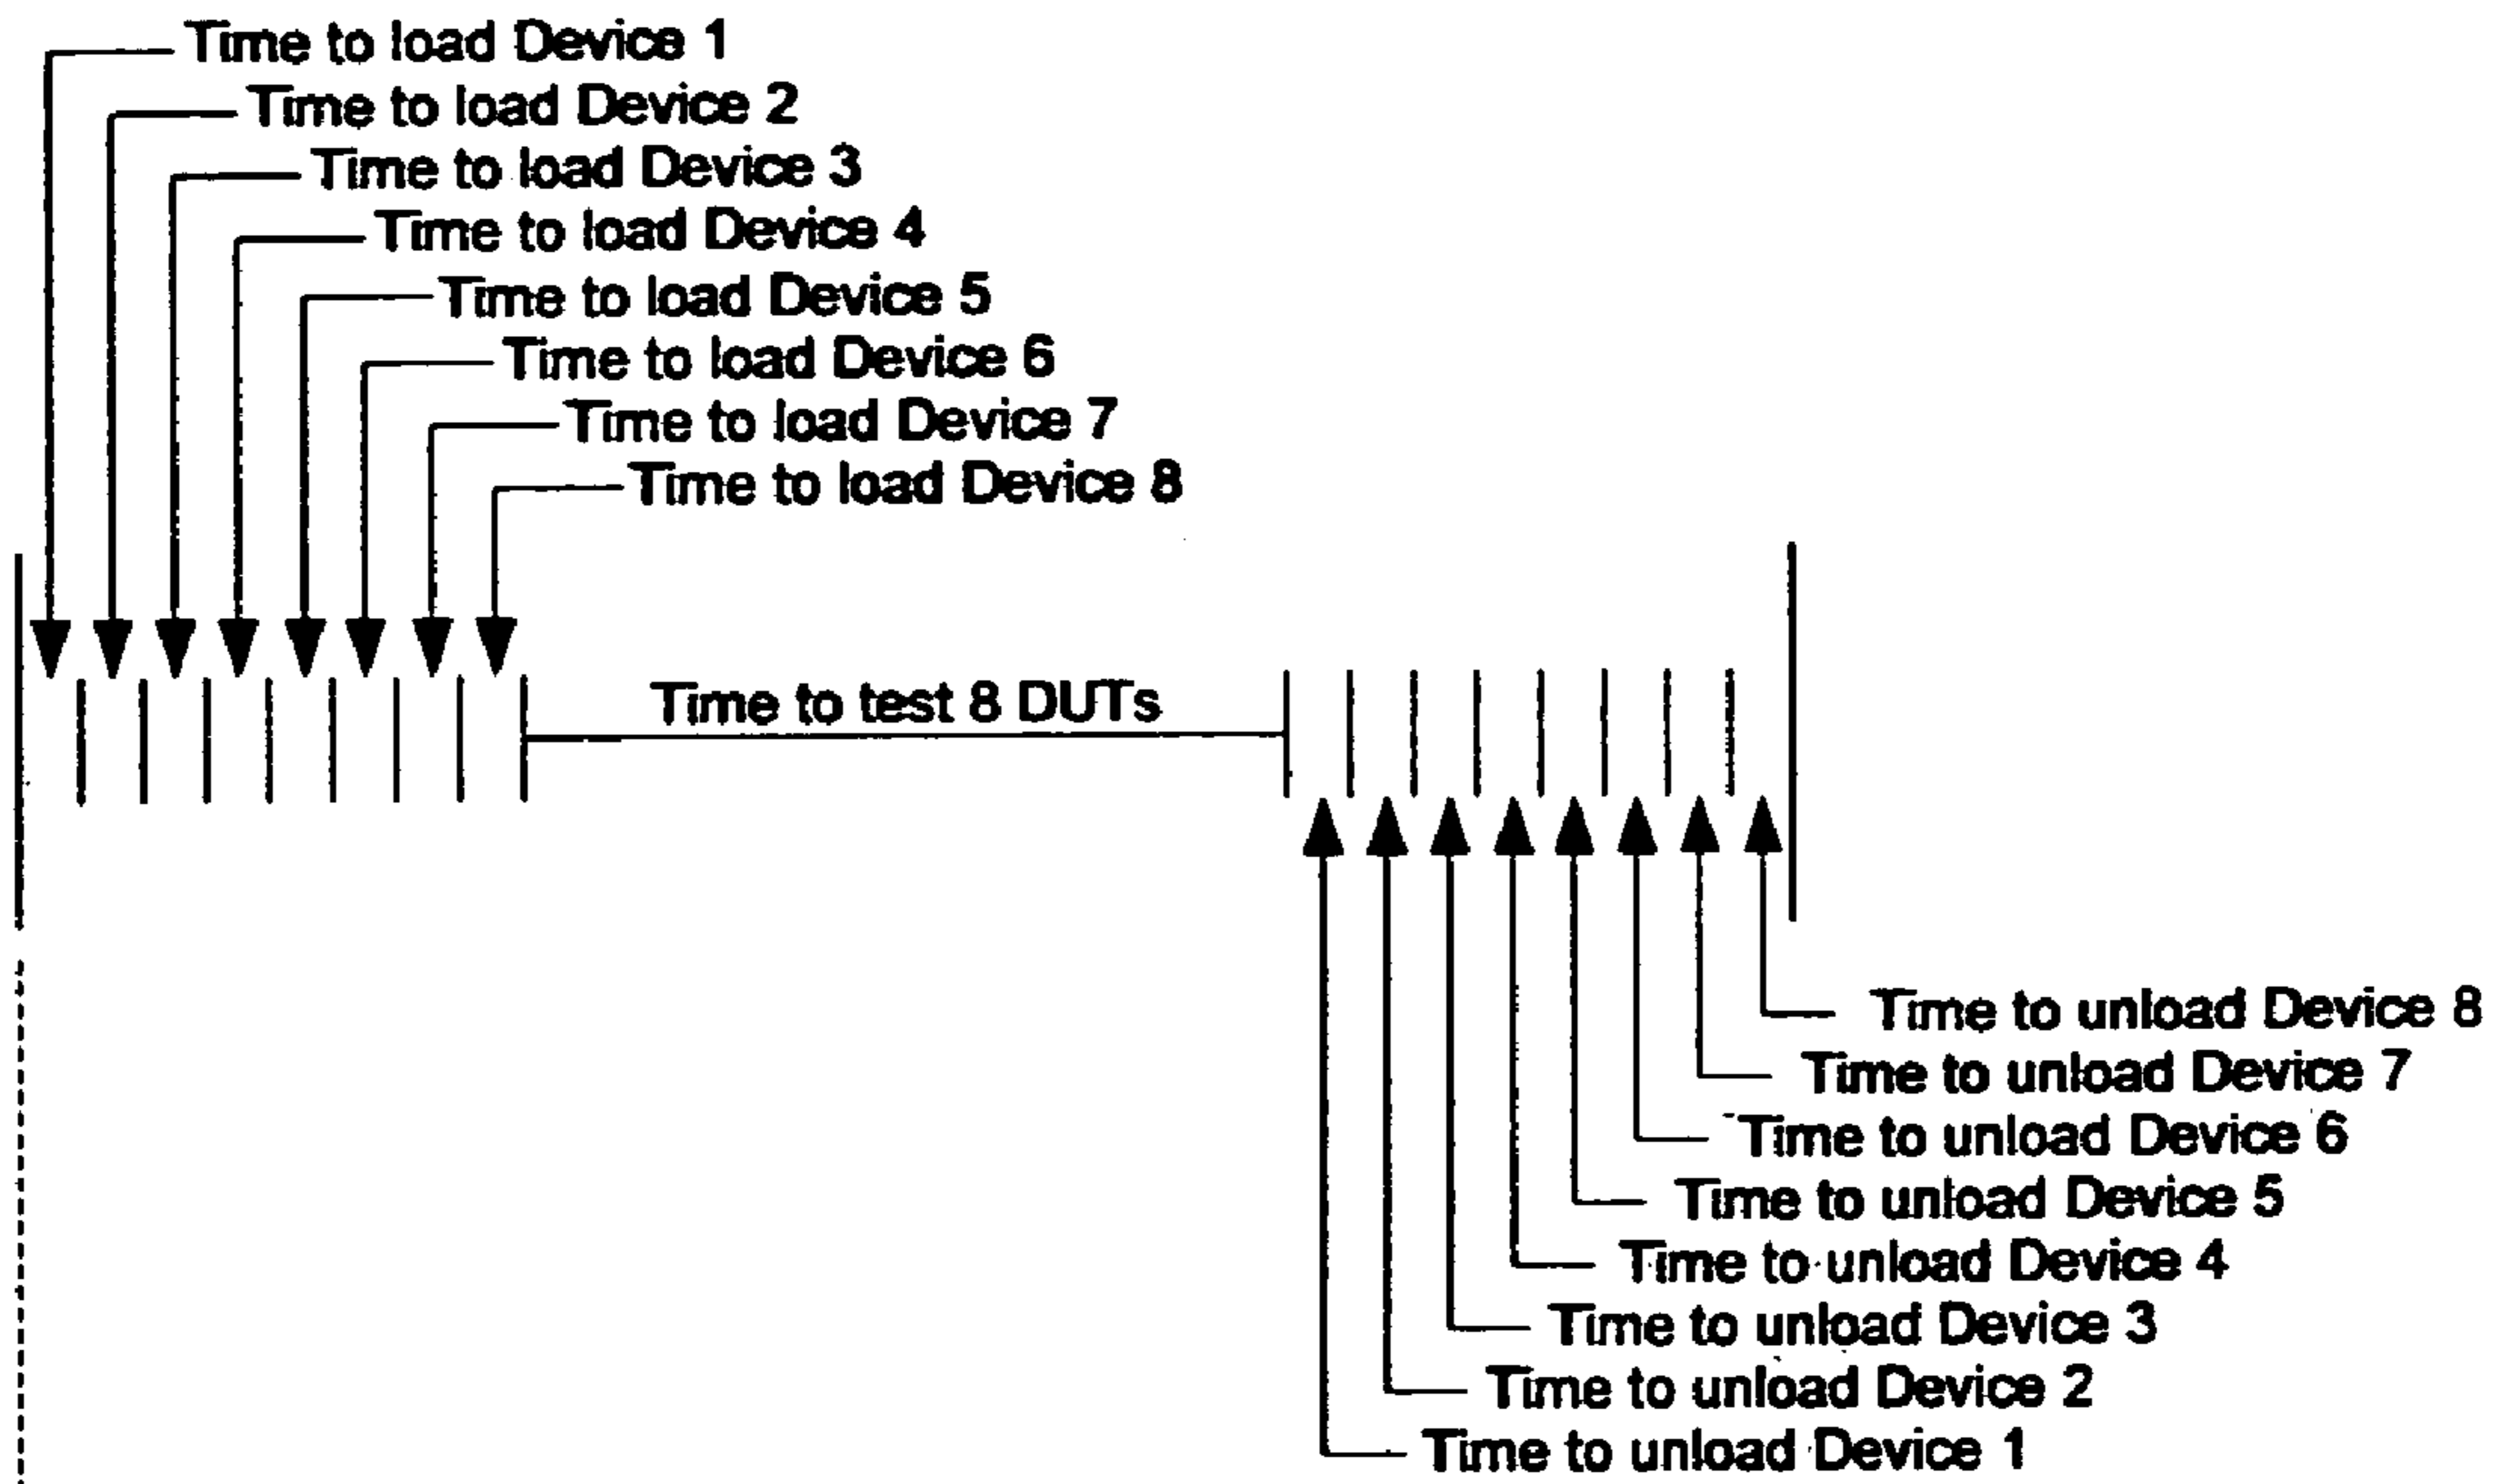 Time to load Device 1
Time to load Device 2
Time to load Device 3
Time to load Device 4
Time to load Device 5
Time to load Device 6
Time to load Device 7
Time to load Device 8
Time to test 8 DUTs
Time to unload Device 8
Time to unload Device 7
Time to unload Device 6
Time to unload Device 5
Time to unload Device 4
Time to unload Device 3
Time to unload Device 2
Time to unload Device 1